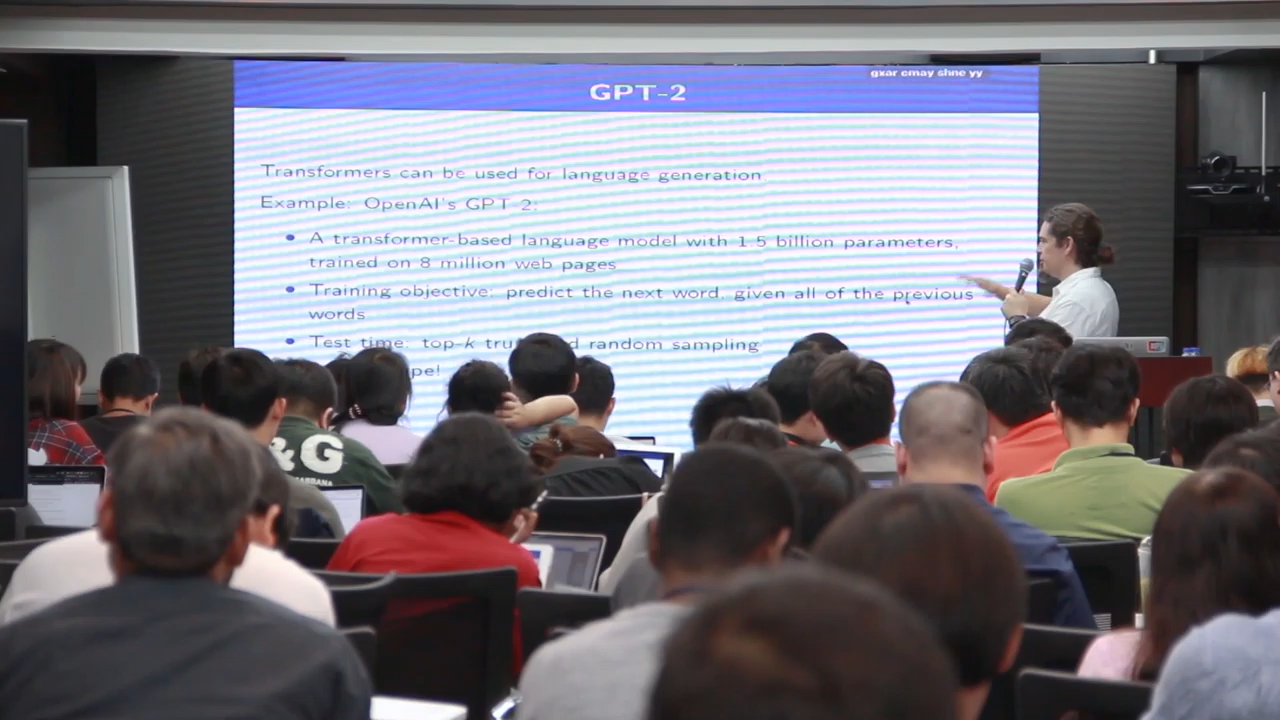 gxar cmay shne yy
GPT-2
Transformers can be used for language generation
Example: OpenAI's GPT 2:
A transformer-based language model with 1.5 billion parameters,
trained on 8 million web pages
Training objective: predict the next word, given all of the previous
words
Test time: top-k random sampling
&G